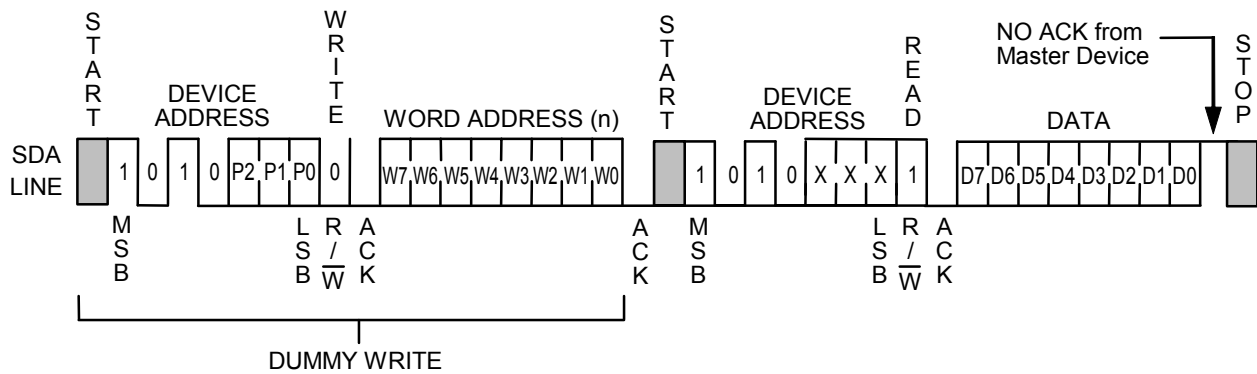 START
WRITE
START
READ
NO ACK from
Master Device
STOP
DEVICE
ADDRESS
WORD ADDRESS (n)
DEVICE
ADDRESS
DATA
SDA
LINE
1 0 1 0 P2 P1 P0 0 W7 W6 W5 W4 W3 W2 W1 W0 1 0 1 0 X X X 1 D7 D6 D5 D4 D3 D2 D1 D0
MSB
LSB
R/W̅
ACK
ACK
MSB
LSB
R/W̅
ACK
DUMMY WRITE